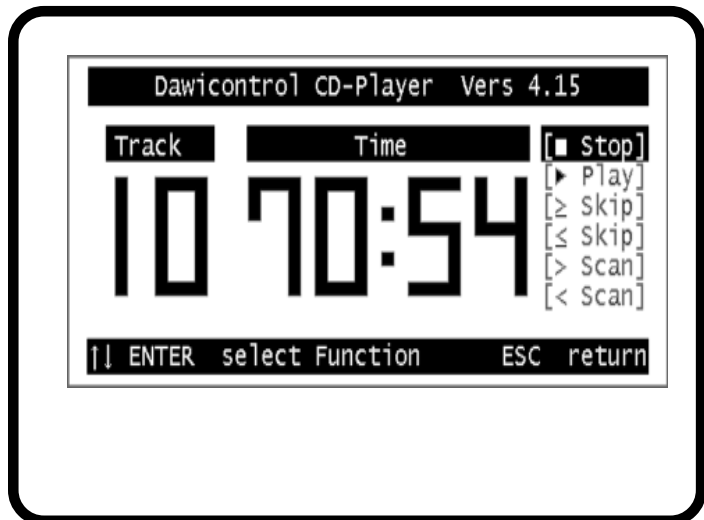 Dawicontrol CD-Player Vers 4.15
Track Time [■ Stop]
[▶ Play]
10 70:54 [≥ Skip]
[≤ Skip]
[> Scan]
[< Scan]
↑↓ ENTER select Function ESC return